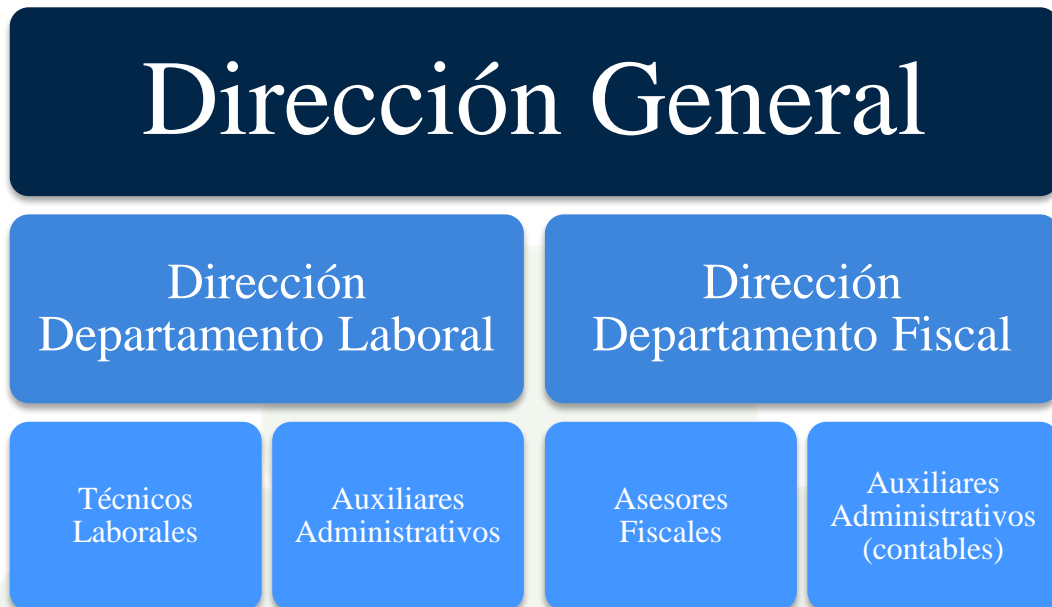 Dirección General
Dirección
Departamento Laboral
Dirección
Departamento Fiscal
Técnicos
Laborales
Auxiliares
Administrativos
Asesores
Fiscales
Auxiliares
Administrativos
(contables)